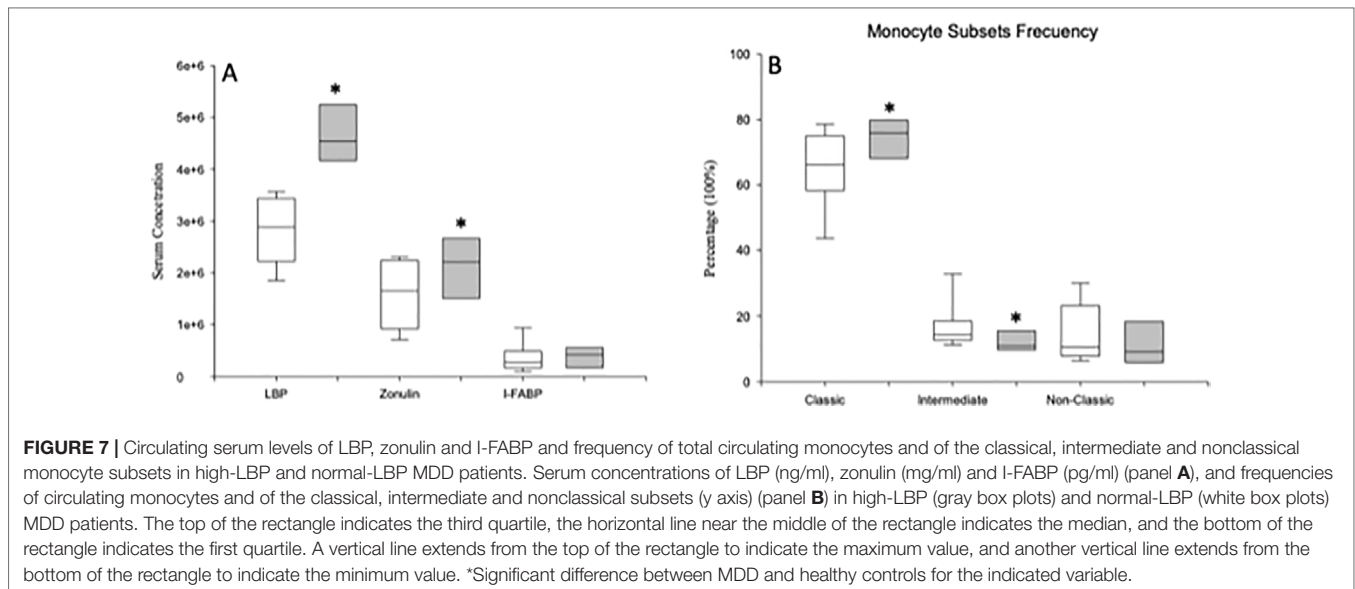 Monocyte Subsets Frecuency
A
6e+6
5e+6
4e+6
3e+6
2e+6
1e+6
0
Serum Concetration
*
*
LBP
Zonulin
I-FABP
B
100
80
60
40
20
0
Percentage (100%)
*
*
Classic
Intermediate
Non-Classic
FIGURE 7 | Circulating serum levels of LBP, zonulin and I-FABP and frequency of total circulating monocytes and of the classical, intermediate and nonclassical
monocyte subsets in high-LBP and normal-LBP MDD patients. Serum concentrations of LBP (ng/ml), zonulin (mg/ml) and I-FABP (pg/ml) (panel A), and frequencies
of circulating monocytes and of the classical, intermediate and nonclassical subsets (y axis) (panel B) in high-LBP (gray box plots) and normal-LBP (white box plots)
MDD patients. The top of the rectangle indicates the third quartile, the horizontal line near the middle of the rectangle indicates the median, and the bottom of the
rectangle indicates the first quartile. A vertical line extends from the top of the rectangle to indicate the maximum value, and another vertical line extends from the
bottom of the rectangle to indicate the minimum value. *Significant difference between MDD and healthy controls for the indicated variable.